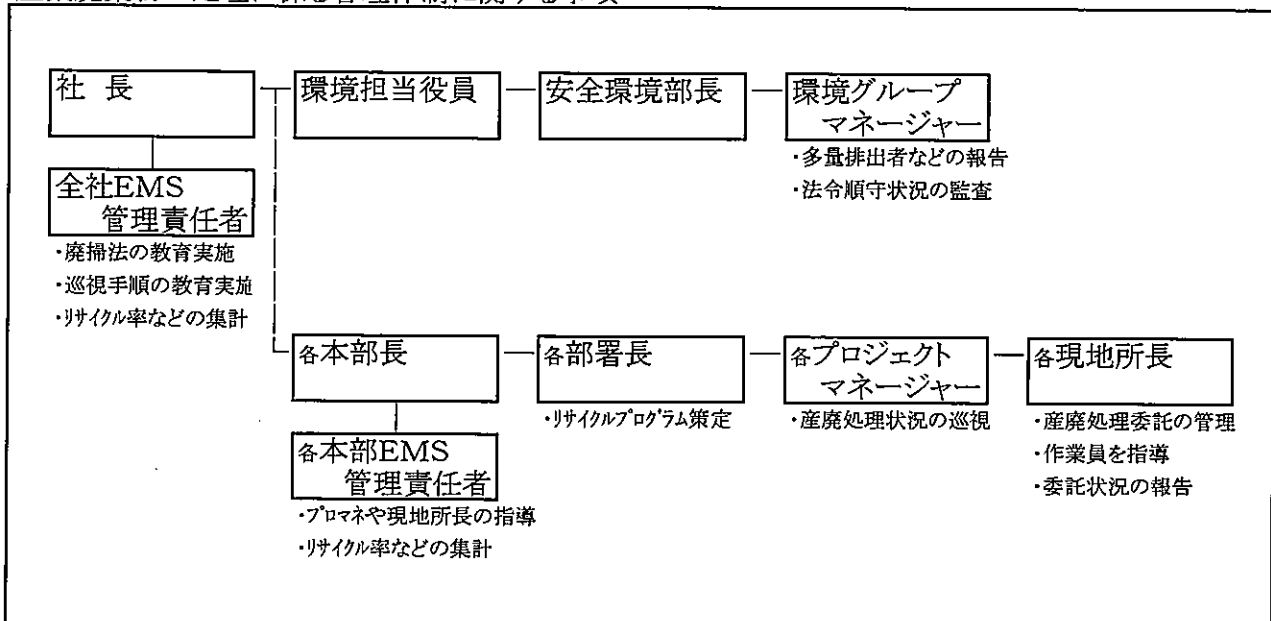 社 長
環境担当役員
安全環境部長
環境グループ
マネージャー
・多量排出者などの報告
・法令順守状況の監査
全社EMS
管理責任者
・廃掃法の教育実施
・巡視手順の教育実施
・リサイクル率などの集計
各本部長
各部署長
・リサイクルプログラム策定
各プロジェクト
マネージャー
・産廃処理状況の巡視
各現地所長
・産廃処理委託の管理
・作業員を指導
・委託状況の報告
各本部EMS
管理責任者
・プロマネや現地所長の指導
・リサイクル率などの集計